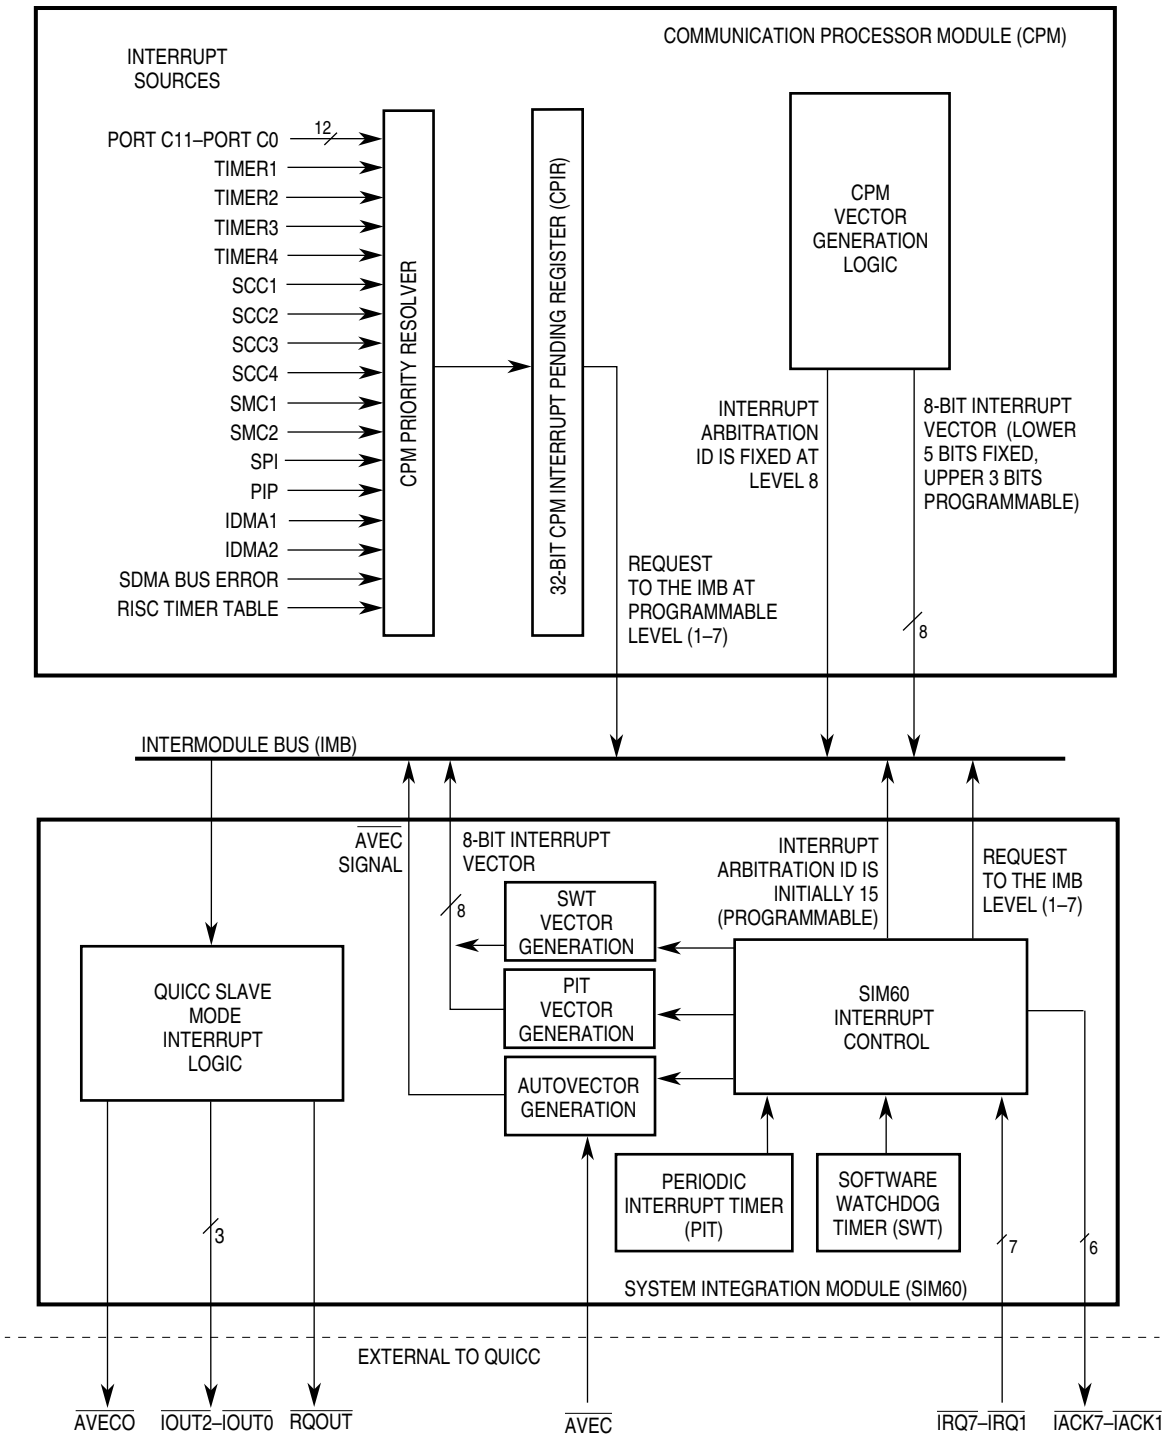 COMMUNICATION PROCESSOR MODULE (CPM)
INTERRUPT
SOURCES
PORT C11–PORT C0
12
TIMER1
TIMER2
TIMER3
TIMER4
SCC1
SCC2
SCC3
SCC4
SMC1
SMC2
SPI
PIP
IDMA1
IDMA2
SDMA BUS ERROR
RISC TIMER TABLE
CPM PRIORITY RESOLVER
32-BIT CPM INTERRUPT PENDING REGISTER (CPIR)
CPM
VECTOR
GENERATION
LOGIC
INTERRUPT
ARBITRATION
ID IS FIXED AT
LEVEL 8
8-BIT INTERRUPT
VECTOR (LOWER
5 BITS FIXED,
UPPER 3 BITS
PROGRAMMABLE)
REQUEST
TO THE IMB AT
PROGRAMMABLE
LEVEL (1–7)
8
INTERMODULE BUS (IMB)
AVEC
SIGNAL
8-BIT INTERRUPT
VECTOR
8
INTERRUPT
ARBITRATION ID IS
INITIALLY 15
(PROGRAMMABLE)
REQUEST
TO THE IMB
LEVEL (1–7)
SWT
VECTOR
GENERATION
PIT
VECTOR
GENERATION
AUTOVECTOR
GENERATION
QUICC SLAVE
MODE
INTERRUPT
LOGIC
SIM60
INTERRUPT
CONTROL
PERIODIC
INTERRUPT TIMER
(PIT)
SOFTWARE
WATCHDOG
TIMER (SWT)
3
7
6
SYSTEM INTEGRATION MODULE (SIM60)
EXTERNAL TO QUICC
AVECO
IOUT2–IOUT0
RQOUT
AVEC
IRQ7–IRQ1
IACK7–IACK1